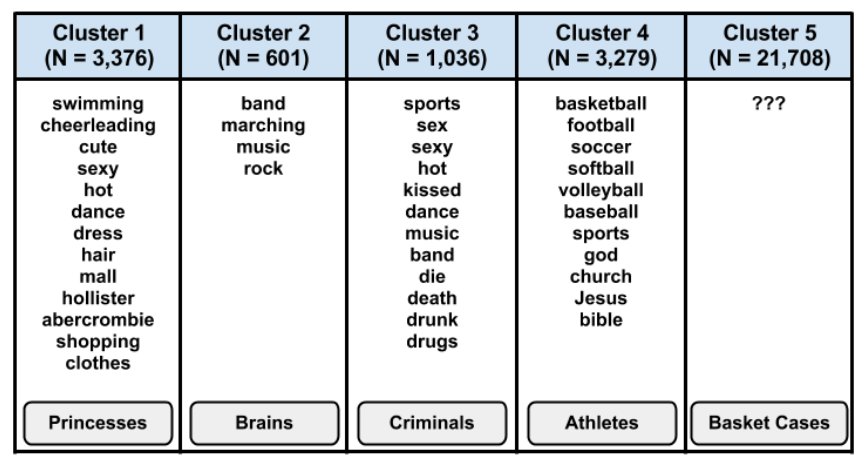 Cluster 1
(N = 3,376)
swimming
cheerleading
cute
sexy
hot
dance
dress
hair
mall
hollister
abercrombie
shopping
clothes
Princesses
Cluster 2
(N = 601)
band
marching
music
rock
Brains
Cluster 3
(N = 1,036)
sports
sex
sexy
hot
kissed
dance
music
band
die
death
drunk
drugs
Criminals
Cluster 4
(N = 3,279)
basketball
football
soccer
softball
volleyball
baseball
sports
god
church
Jesus
bible
Athletes
Cluster 5
(N = 21,708)
???
Basket Cases